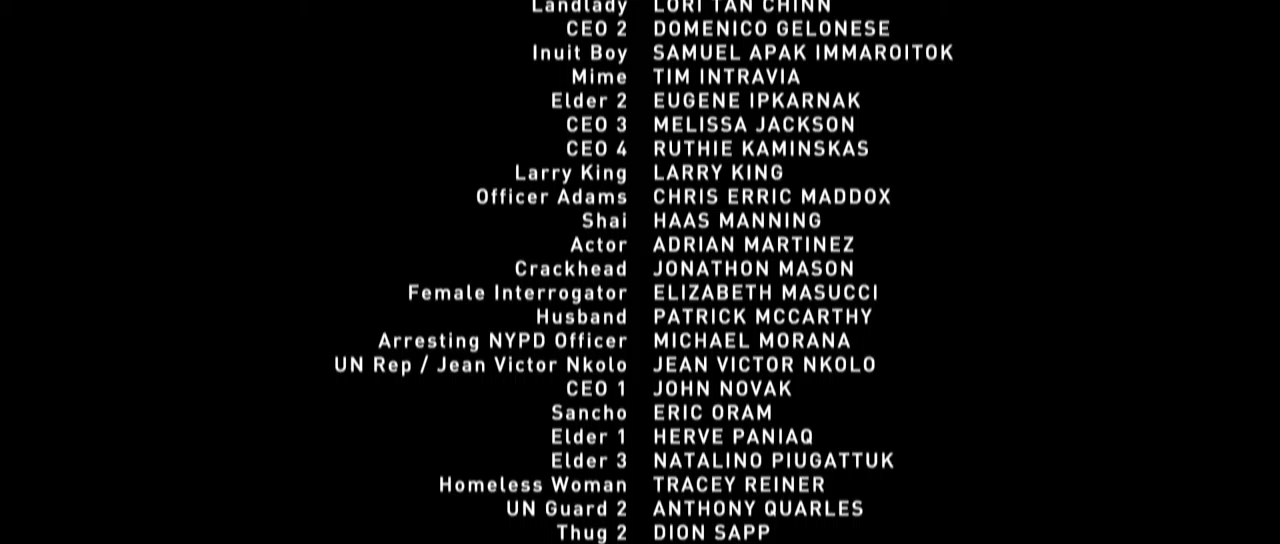 Landlady LORI TAN CHINN
CEO 2 DOMENICO GELONESE
Inuit Boy SAMUEL APAK IMMAROITOK
Mime TIM INTRAVIA
Elder 2 EUGENE IPKARNAK
CEO 3 MELISSA JACKSON
CEO 4 RUTHIE KAMINSKAS
Larry King LARRY KING
Officer Adams CHRIS ERRIC MADDOX
Shai HAAS MANNING
Actor ADRIAN MARTINEZ
Crackhead JONATHON MASON
Female Interrogator ELIZABETH MASUCCI
Husband PATRICK MCCARTHY
Arresting NYPD Officer MICHAEL MORANA
UN Rep / Jean Victor Nkolo JEAN VICTOR NKOLO
CEO 1 JOHN NOVAK
Sancho ERIC ORAM
Elder 1 HERVE PANIAQ
Elder 3 NATALINO PIUGATTUK
Homeless Woman TRACEY REINER
UN Guard 2 ANTHONY QUARLES
Thug 2 DION SAPP